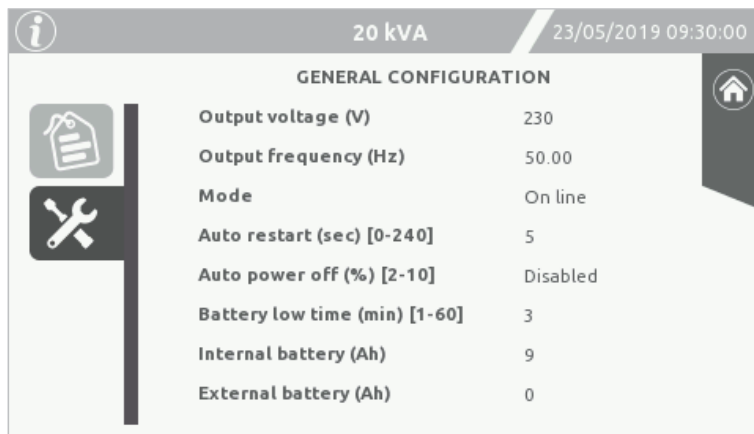 20 kVA 23/05/2019 09:30:00
GENERAL CONFIGURATION
Output voltage (V) 230
Output frequency (Hz) 50.00
Mode On line
Auto restart (sec) [0-240] 5
Auto power off (%) [2-10] Disabled
Battery low time (min) [1-60] 3
Internal battery (Ah) 9
External battery (Ah) 0